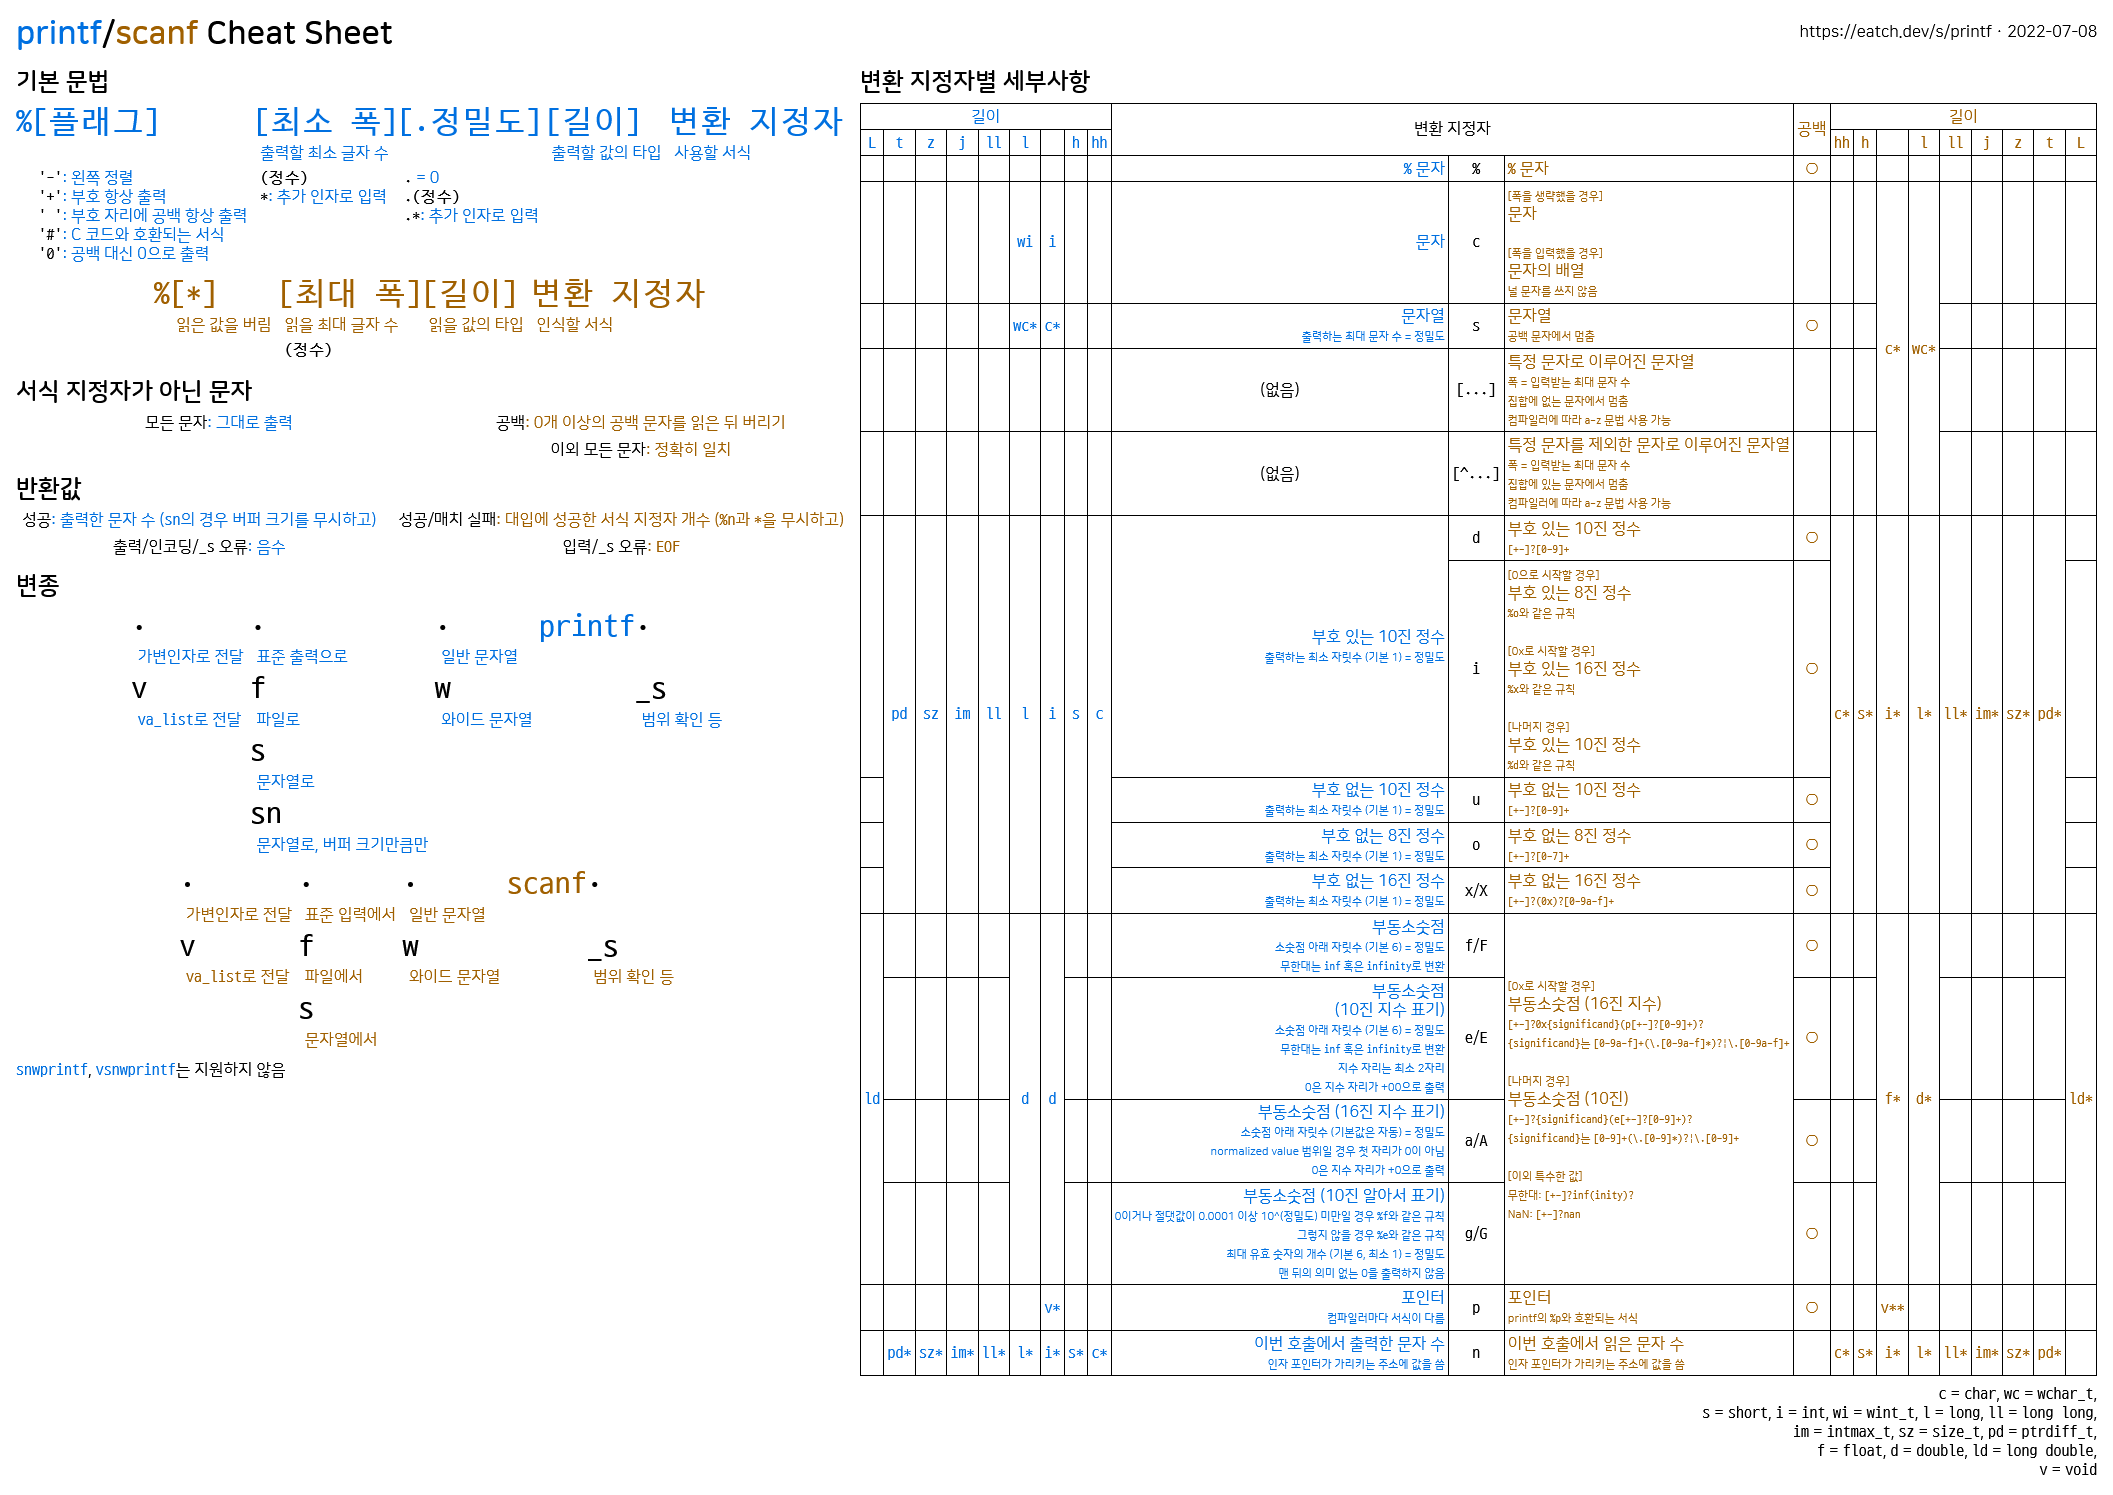 printf/scanf Cheat Sheet
https://eatch.dev/s/printf · 2022-07-08
기본 문법
%[플래그] [최소 폭][.정밀도][길이] 변환 지정자
출력할 최소 글자 수 출력할 값의 타입 사용할 서식
'-': 왼쪽 정렬 (정수) . = 0
'+': 부호 항상 출력 *: 추가 인자로 입력 .(정수)
' ': 부호 자리에 공백 항상 출력 .*: 추가 인자로 입력
'#': C 코드와 호환되는 서식
'0': 공백 대신 0으로 출력
%[*] [최대 폭][길이] 변환 지정자
읽은 값을 버림 읽을 최대 글자 수 읽을 값의 타입 인식할 서식
(정수)
서식 지정자가 아닌 문자
모든 문자: 그대로 출력 공백: 0개 이상의 공백 문자를 읽은 뒤 버리기
이외 모든 문자: 정확히 일치
반환값
성공: 출력한 문자 수 (sn의 경우 버퍼 크기를 무시하고) 성공/매치 실패: 대입에 성공한 서식 지정자 개수 (%n과 *을 무시하고)
출력/인코딩/_s 오류: 음수 입력/_s 오류: EOF
변종
· · · printf·
가변인자로 전달 표준 출력으로 일반 문자열
v f w _s
va_list로 전달 파일로 와이드 문자열 범위 확인 등
s
문자열로
sn
문자열로, 버퍼 크기만큼만
· · · scanf·
가변인자로 전달 표준 입력에서 일반 문자열
v f w _s
va_list로 전달 파일에서 와이드 문자열 범위 확인 등
s
문자열에서
snwprintf, vsnwprintf는 지원하지 않음
변환 지정자별 세부사항
길이 변환 지정자 공백 길이
L t z j ll l h hh hh h l ll j z t L
% 문자 % % 문자 ○
[폭을 생략했을 경우]
문자
wi i 문자 c
[폭을 입력했을 경우]
문자의 배열
널 문자를 쓰지 않음
wc* c* 문자열 s 문자열 ○
출력하는 최대 문자 수 = 정밀도 공백 문자에서 멈춤
c* wc*
특정 문자로 이루어진 문자열
폭 = 입력받는 최대 문자 수
(없음) [...]
집합에 없는 문자에서 멈춤
컴파일러에 따라 a-z 문법 사용 가능
특정 문자를 제외한 문자로 이루어진 문자열
폭 = 입력받는 최대 문자 수
(없음) [^...]
집합에 있는 문자에서 멈춤
컴파일러에 따라 a-z 문법 사용 가능
d 부호 있는 10진 정수 ○
[+-]?[0-9]+
[0으로 시작할 경우]
부호 있는 8진 정수
%o와 같은 규칙
부호 있는 10진 정수
출력하는 최소 자릿수 (기본 1) = 정밀도
[0x로 시작할 경우]
i 부호 있는 16진 정수 ○
%x와 같은 규칙
pd sz im ll l i s c c* s* i* l* ll* im* sz* pd*
[나머지 경우]
부호 있는 10진 정수
%d와 같은 규칙
부호 없는 10진 정수 u 부호 없는 10진 정수 ○
출력하는 최소 자릿수 (기본 1) = 정밀도 [+-]?[0-9]+
부호 없는 8진 정수 o 부호 없는 8진 정수 ○
출력하는 최소 자릿수 (기본 1) = 정밀도 [+-]?[0-7]+
부호 없는 16진 정수 x/X 부호 없는 16진 정수 ○
출력하는 최소 자릿수 (기본 1) = 정밀도 [+-]?(0x)?[0-9a-f]+
부동소숫점
소숫점 아래 자릿수 (기본 6) = 정밀도 f/F ○
무한대는 inf 혹은 infinity로 변환
부동소숫점
(10진 지수 표기)
소숫점 아래 자릿수 (기본 6) = 정밀도
무한대는 inf 혹은 infinity로 변환 e/E ○
지수 자리는 최소 2자리
0은 지수 자리가 +00으로 출력
ld d d f* d* ld*
부동소숫점 (16진 지수 표기)
소숫점 아래 자릿수 (기본값은 자동) = 정밀도 a/A ○
normalized value 범위일 경우 첫 자리가 0이 아님
0은 지수 자리가 +0으로 출력
부동소숫점 (10진 알아서 표기)
0이거나 절댓값이 0.0001 이상 10^(정밀도) 미만일 경우 %f와 같은 규칙
그렇지 않을 경우 %e와 같은 규칙 g/G ○
최대 유효 숫자의 개수 (기본 6, 최소 1) = 정밀도
맨 뒤의 의미 없는 0을 출력하지 않음
[0x로 시작할 경우]
부동소숫점 (16진 지수)
[+-]?0x{significand}(p[+-]?[0-9]+)?
{significand}는 [0-9a-f]+(\.[0-9a-f]*)?|\.[0-9a-f]+
[나머지 경우]
부동소숫점 (10진)
[+-]?{significand}(e[+-]?[0-9]+)?
{significand}는 [0-9]+(\.[0-9]*)?|\.[0-9]+
[이외 특수한 값]
무한대: [+-]?inf(inity)?
NaN: [+-]?nan
v* 포인터 p 포인터 ○ v**
컴파일러마다 서식이 다름 printf의 %p와 호환되는 서식
pd* sz* im* ll* l* i* s* c* 이번 호출에서 출력한 문자 수 n 이번 호출에서 읽은 문자 수 c* s* i* l* ll* im* sz* pd*
인자 포인터가 가리키는 주소에 값을 씀 인자 포인터가 가리키는 주소에 값을 씀
c = char, wc = wchar_t,
s = short, i = int, wi = wint_t, l = long, ll = long long,
im = intmax_t, sz = size_t, pd = ptrdiff_t,
f = float, d = double, ld = long double,
v = void